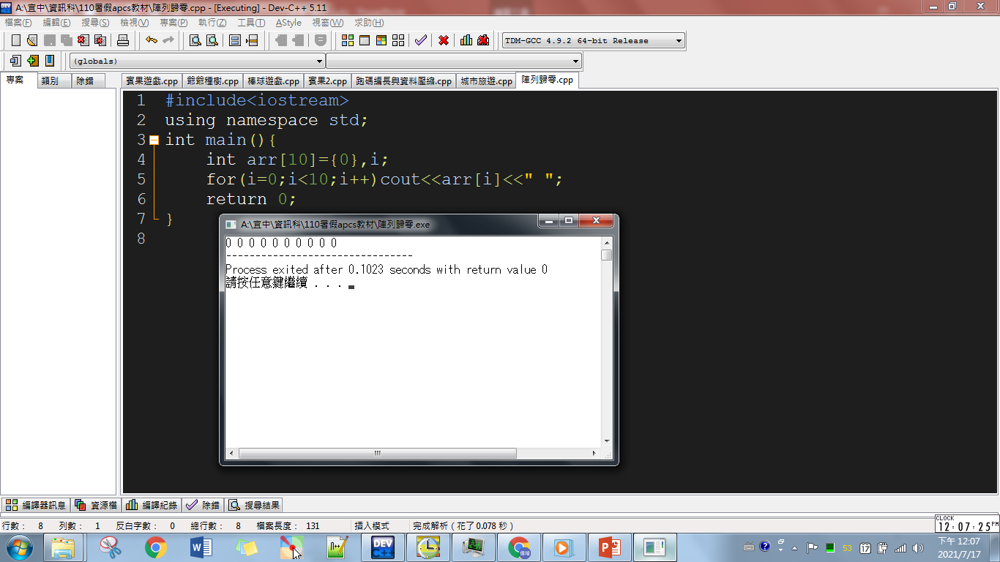 A:\宜中\資訊科\110暑假apcs教材\陣列歸零.cpp - [Executing] - Dev-C++ 5.11
檔案(F) 編輯(E) 搜尋(S) 檢視(V) 專案(P) 執行(Z) 工具(T) AStyle 視窗(W) 求助(H)
TDM-GCC 4.9.2 64-bit Release
(globals)
專案 類別 除錯 賓果遊戲.cpp 爺爺種樹.cpp 棒球遊戲.cpp 賓果2.cpp 跑碼編長與資料壓縮.cpp 城市旅遊.cpp 陣列歸零.cpp
1 #include<iostream>
2 using namespace std;
3 int main(){
4 int arr[10]={0},i;
5 for(i=0;i<10;i++)cout<<arr[i]<<" ";
6 return 0;
7 }
8
A:\宜中\資訊科\110暑假apcs教材\陣列歸零.exe
0 0 0 0 0 0 0 0 0 0
--------------------------------
Process exited after 0.1023 seconds with return value 0
請按任意鍵繼續 . . .
編譯器訊息 資源檔 編譯紀錄 除錯 搜尋結果
行數： 8 列數： 1 反白字數： 0 總行數： 8 檔案長度： 131 插入模式 完成解析 ( 花了 0.078 秒 )
CLOCK
12:07:25PM
DEV C++
53
17
下午 12:07
2021/7/17